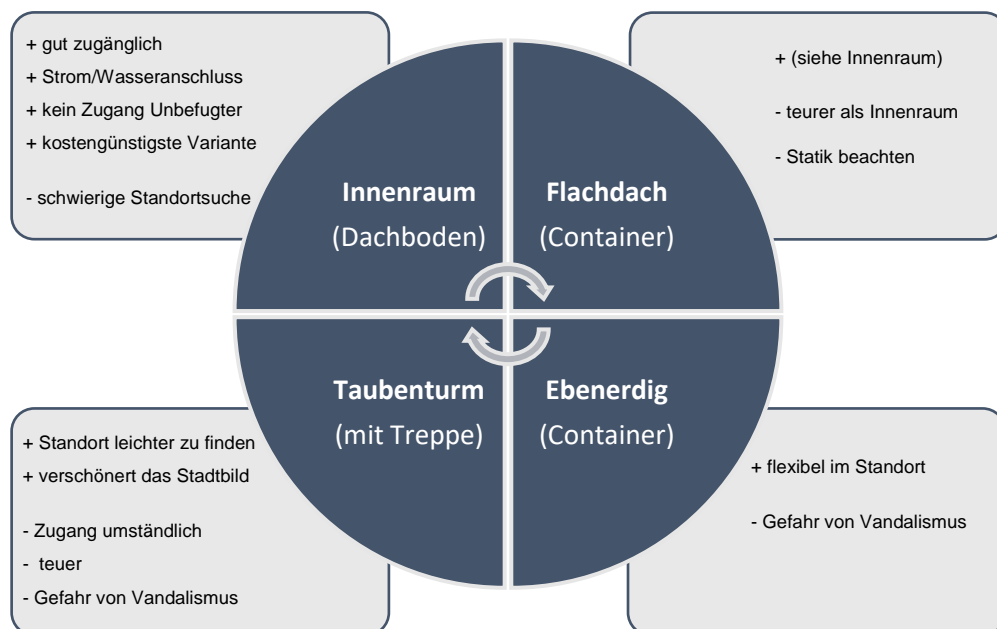 + gut zugänglich
+ Strom/Wasseranschluss
+ kein Zugang Unbefugter
+ kostengünstigste Variante
- schwierige Standortsuche
+ (siehe Innenraum)
- teurer als Innenraum
- Statik beachten
Innenraum
(Dachboden)
Flachdach
(Container)
Taubenturm
(mit Treppe)
Ebenerdig
(Container)
+ Standort leichter zu finden
+ verschönert das Stadtbild
- Zugang umständlich
- teuer
- Gefahr von Vandalismus
+ flexibel im Standort
- Gefahr von Vandalismus